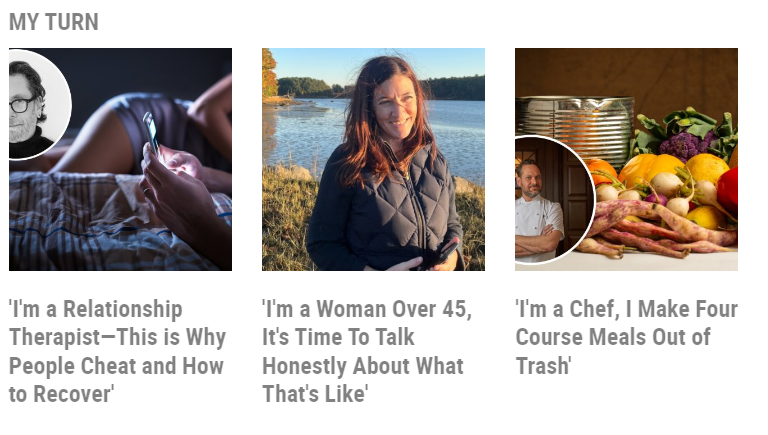 MY TURN
'I'm a Relationship
Therapist—This is Why
People Cheat and How
to Recover'
'I'm a Woman Over 45,
It's Time To Talk
Honestly About What
That's Like'
'I'm a Chef, I Make Four
Course Meals Out of
Trash'